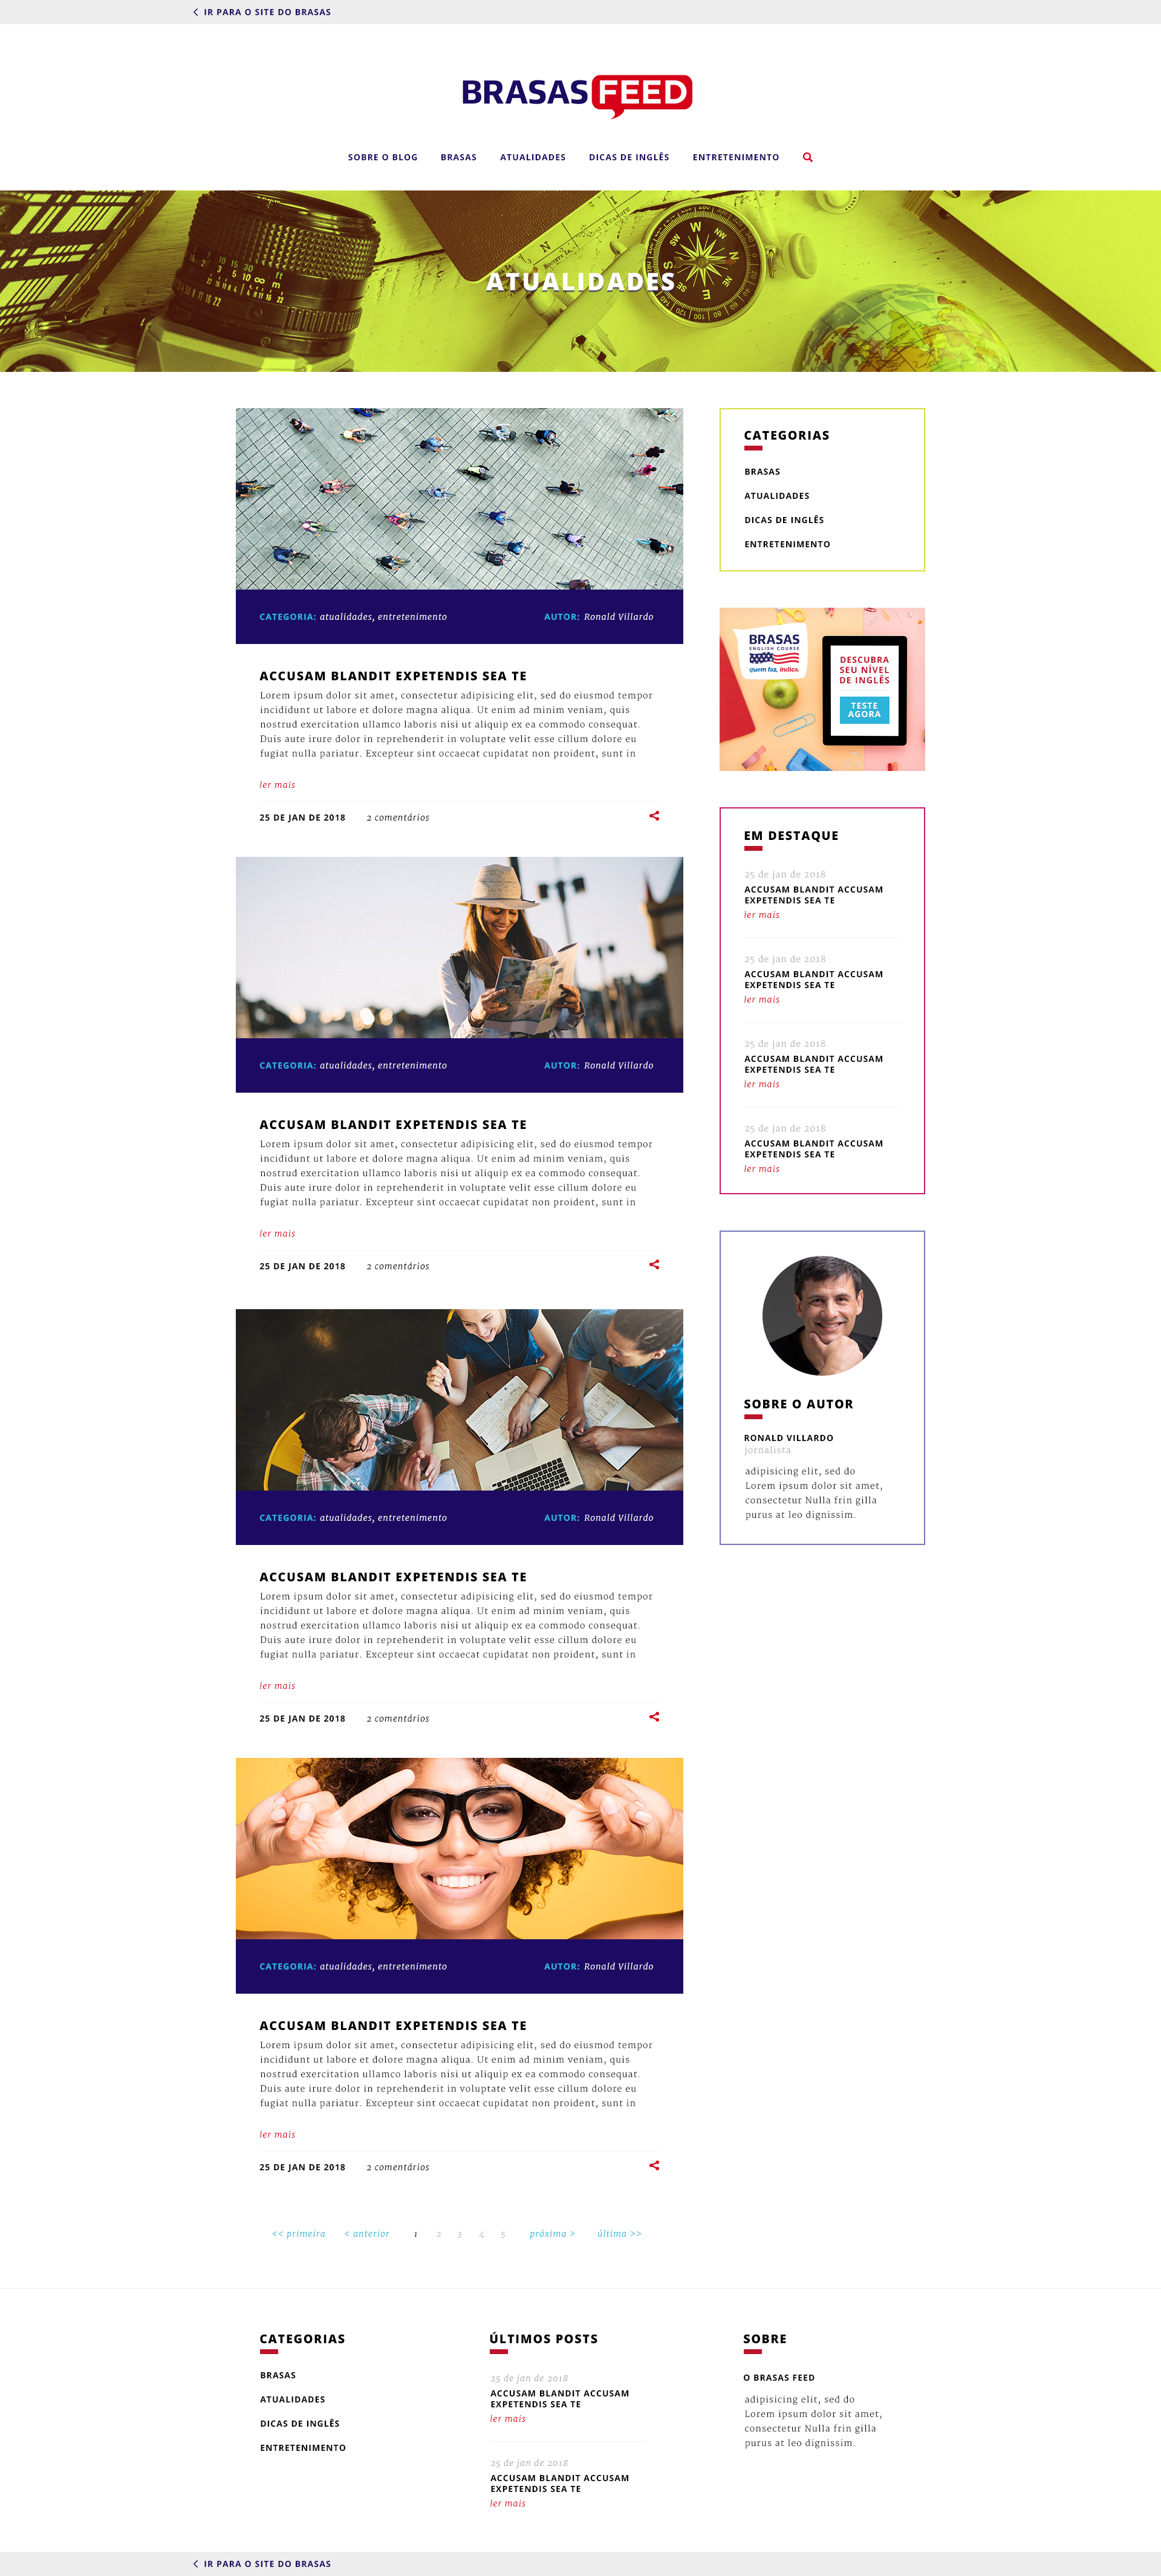 IR PARA O SITE DO BRASAS
BRASAS FEED
SOBRE O BLOG BRASAS ATUALIDADES DICAS DE INGLÊS ENTRETENIMENTO
ATUALIDADES
CATEGORIA: atualidades, entretenimento AUTOR: Ronald Villardo
ACCUSAM BLANDIT EXPETENDIS SEA TE
Lorem ipsum dolor sit amet, consectetur adipisicing elit, sed do eiusmod tempor
incididunt ut labore et dolore magna aliqua. Ut enim ad minim veniam, quis
nostrud exercitation ullamco laboris nisi ut aliquip ex ea commodo consequat.
Duis aute irure dolor in reprehenderit in voluptate velit esse cillum dolore eu
fugiat nulla pariatur. Excepteur sint occaecat cupidatat non proident, sunt in
ler mais
25 DE JAN DE 2018 2 comentários
CATEGORIA: atualidades, entretenimento AUTOR: Ronald Villardo
ACCUSAM BLANDIT EXPETENDIS SEA TE
Lorem ipsum dolor sit amet, consectetur adipisicing elit, sed do eiusmod tempor
incididunt ut labore et dolore magna aliqua. Ut enim ad minim veniam, quis
nostrud exercitation ullamco laboris nisi ut aliquip ex ea commodo consequat.
Duis aute irure dolor in reprehenderit in voluptate velit esse cillum dolore eu
fugiat nulla pariatur. Excepteur sint occaecat cupidatat non proident, sunt in
ler mais
25 DE JAN DE 2018 2 comentários
CATEGORIA: atualidades, entretenimento AUTOR: Ronald Villardo
ACCUSAM BLANDIT EXPETENDIS SEA TE
Lorem ipsum dolor sit amet, consectetur adipisicing elit, sed do eiusmod tempor
incididunt ut labore et dolore magna aliqua. Ut enim ad minim veniam, quis
nostrud exercitation ullamco laboris nisi ut aliquip ex ea commodo consequat.
Duis aute irure dolor in reprehenderit in voluptate velit esse cillum dolore eu
fugiat nulla pariatur. Excepteur sint occaecat cupidatat non proident, sunt in
ler mais
25 DE JAN DE 2018 2 comentários
CATEGORIA: atualidades, entretenimento AUTOR: Ronald Villardo
ACCUSAM BLANDIT EXPETENDIS SEA TE
Lorem ipsum dolor sit amet, consectetur adipisicing elit, sed do eiusmod tempor
incididunt ut labore et dolore magna aliqua. Ut enim ad minim veniam, quis
nostrud exercitation ullamco laboris nisi ut aliquip ex ea commodo consequat.
Duis aute irure dolor in reprehenderit in voluptate velit esse cillum dolore eu
fugiat nulla pariatur. Excepteur sint occaecat cupidatat non proident, sunt in
ler mais
25 DE JAN DE 2018 2 comentários
<< primeira < anterior 1 2 3 4 5 próxima > última >>
CATEGORIAS
BRASAS
ATUALIDADES
DICAS DE INGLÊS
ENTRETENIMENTO
BRASAS
ENGLISH COURSE
quem faz, indica.
DESCUBRA
SEU NÍVEL
DE INGLÊS
TESTE
AGORA
EM DESTAQUE
25 de jan de 2018
ACCUSAM BLANDIT ACCUSAM
EXPETENDIS SEA TE
ler mais
25 de jan de 2018
ACCUSAM BLANDIT ACCUSAM
EXPETENDIS SEA TE
ler mais
25 de jan de 2018
ACCUSAM BLANDIT ACCUSAM
EXPETENDIS SEA TE
ler mais
25 de jan de 2018
ACCUSAM BLANDIT ACCUSAM
EXPETENDIS SEA TE
ler mais
SOBRE O AUTOR
RONALD VILLARDO
jornalista
adipisicing elit, sed do
Lorem ipsum dolor sit amet,
consectetur Nulla frin gilla
purus at leo dignissim.
CATEGORIAS
BRASAS
ATUALIDADES
DICAS DE INGLÊS
ENTRETENIMENTO
ÚLTIMOS POSTS
25 de jan de 2018
ACCUSAM BLANDIT ACCUSAM
EXPETENDIS SEA TE
ler mais
25 de jan de 2018
ACCUSAM BLANDIT ACCUSAM
EXPETENDIS SEA TE
ler mais
SOBRE
O BRASAS FEED
adipisicing elit, sed do
Lorem ipsum dolor sit amet,
consectetur Nulla frin gilla
purus at leo dignissim.
IR PARA O SITE DO BRASAS